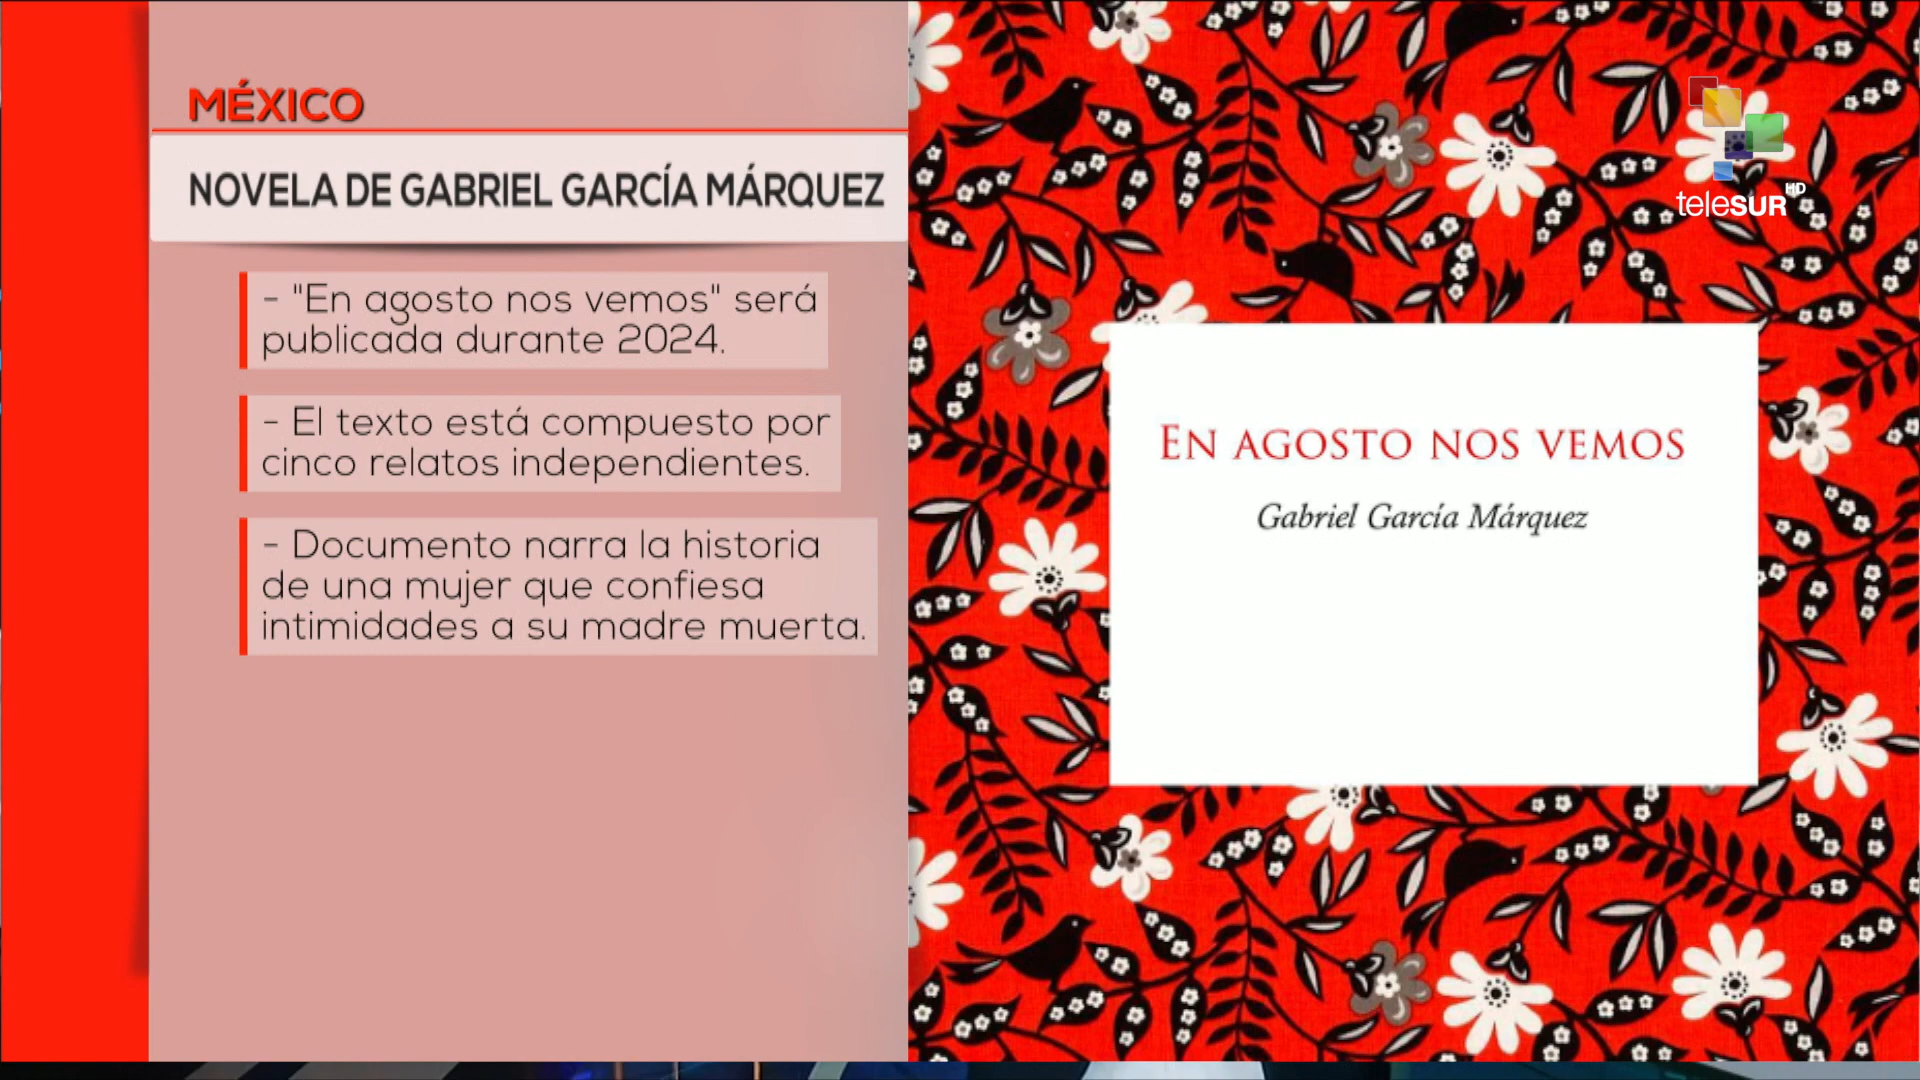 MÉXICO
NOVELA DE GABRIEL GARCÍA MÁRQUEZ
- "En agosto nos vemos" será
publicada durante 2024.
- El texto está compuesto por
cinco relatos independientes.
- Documento narra la historia
de una mujer que confiesa
intimidades a su madre muerta.
HD
teleSUR
EN AGOSTO NOS VEMOS
Gabriel García Márquez